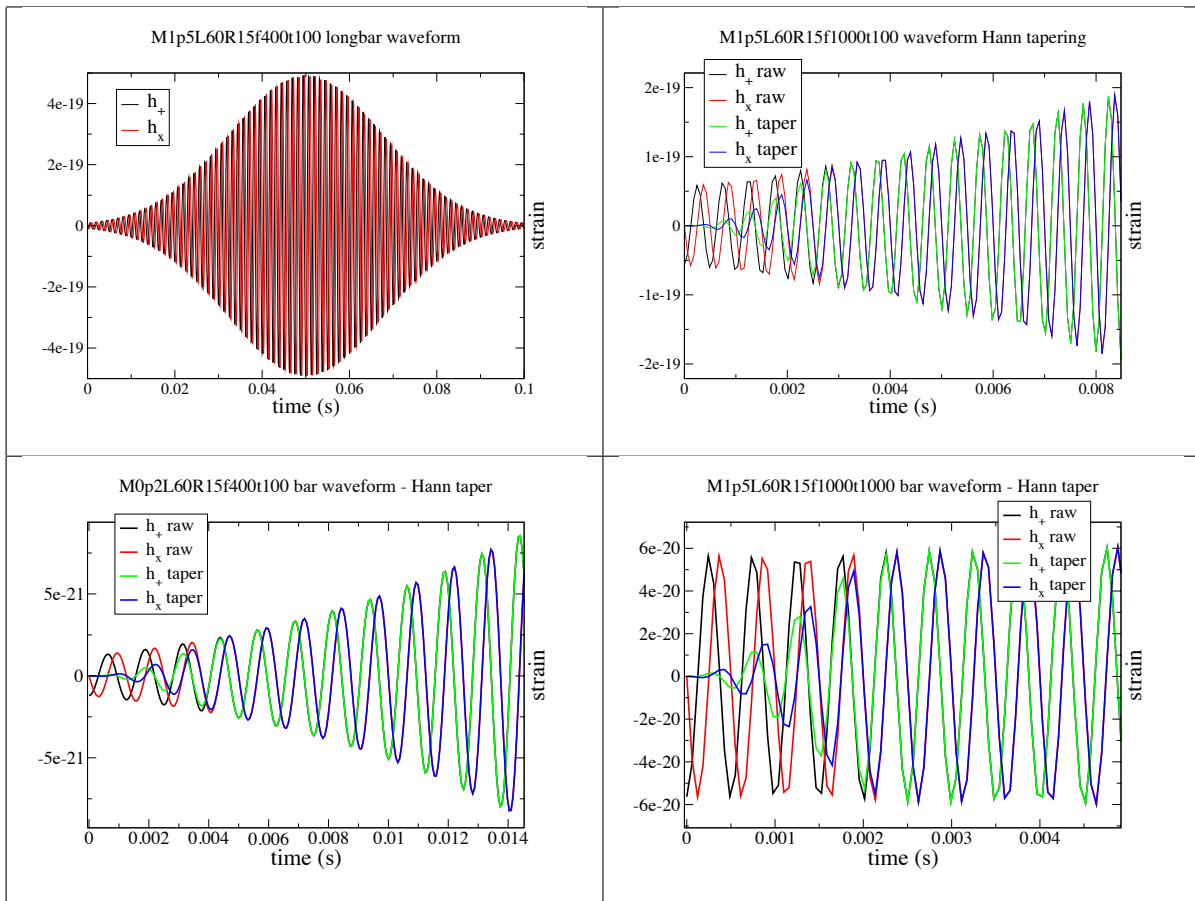 M1p5L60R15f400t100 longbar waveform
h+
hx
4e-19
2e-19
0
-2e-19
-4e-19
0 0.02 0.04 0.06 0.08 0.1
time (s)
strain
M1p5L60R15f1000t100 waveform Hann tapering
h+ raw
hx raw
h+ taper
hx taper
2e-19
1e-19
0
-1e-19
-2e-19
0 0.002 0.004 0.006 0.008
time (s)
strain
M0p2L60R15f400t100 bar waveform - Hann taper
h+ raw
hx raw
h+ taper
hx taper
5e-21
0
-5e-21
0 0.002 0.004 0.006 0.008 0.01 0.012 0.014
time (s)
strain
M1p5L60R15f1000t1000 bar waveform - Hann taper
h+ raw
hx raw
h+ taper
hx taper
6e-20
4e-20
2e-20
0
-2e-20
-4e-20
-6e-20
0 0.001 0.002 0.003 0.004
time (s)
strain